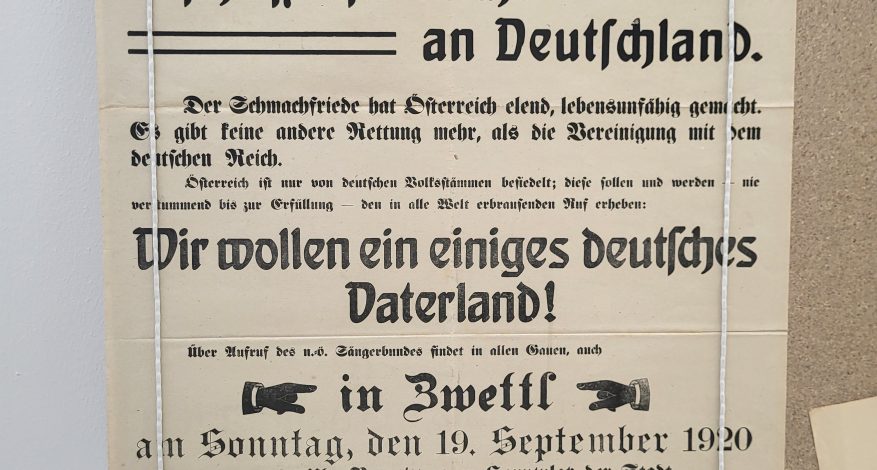 an Deutschland.
Der Schmachfriede hat Österreich elend, lebensunfähig gemacht.
Es gibt keine andere Rettung mehr, als die Vereinigung mit dem
deutschen Reich.
Österreich ist nur von deutschen Volksstämmen besiedelt; diese sollen und werden — nie
verstummend bis zur Erfüllung — den in alle Welt erbrausenden Ruf erheben:
Wir wollen ein einiges deutsches
Vaterland!
Über Aufruf des n.-ö. Sängerbundes findet in allen Gauen, auch
in Zwettl
am Sonntag, den 19. September 1920
der Stadt